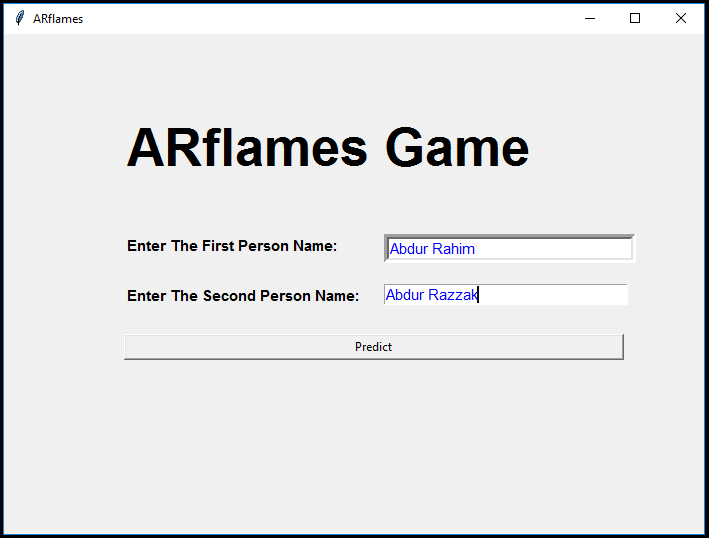 ARflames
ARflames Game
Enter The First Person Name: Abdur Rahim
Enter The Second Person Name: Abdur Razzak
Predict